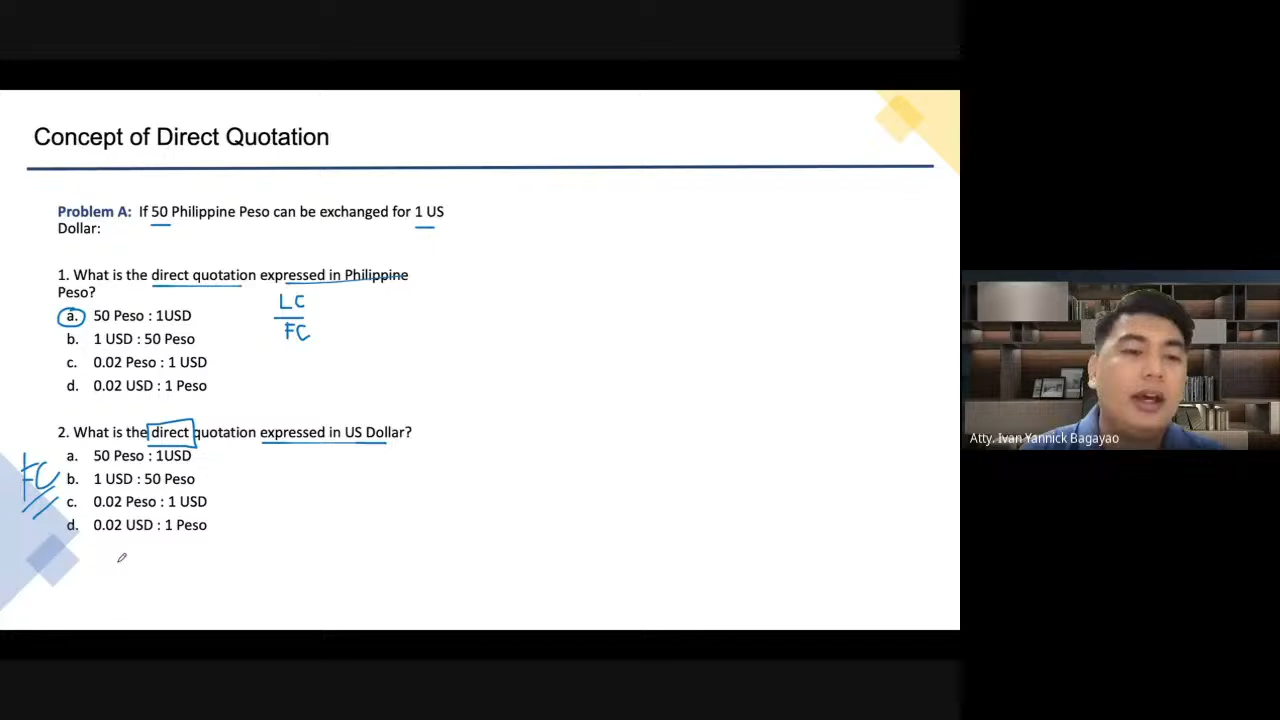 Concept of Direct Quotation
Problem A: If 50 Philippine Peso can be exchanged for 1 US
Dollar:
1. What is the direct quotation expressed in Philippine
Peso?
a. 50 Peso : 1USD
b. 1 USD : 50 Peso
c. 0.02 Peso : 1 USD
d. 0.02 USD : 1 Peso
LC
FC
2. What is the direct quotation expressed in US Dollar?
a. 50 Peso : 1USD
b. 1 USD : 50 Peso
c. 0.02 Peso : 1 USD
d. 0.02 USD : 1 Peso
FC
Atty. Ivan Yannick Bagayao